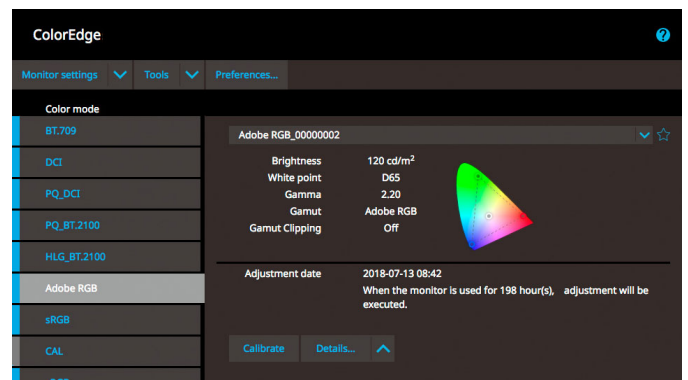 ColorEdge
Monitor settings Tools Preferences...
Color mode
BT.709
DCI
PQ_DCI
PQ_BT.2100
HLG_BT.2100
Adobe RGB
sRGB
CAL
Adobe RGB_00000002
Brightness 120 cd/m²
White point D65
Gamma 2.20
Gamut Adobe RGB
Gamut Clipping Off
Adjustment date 2018-07-13 08:42
When the monitor is used for 198 hour(s), adjustment will be
executed.
Calibrate Details...